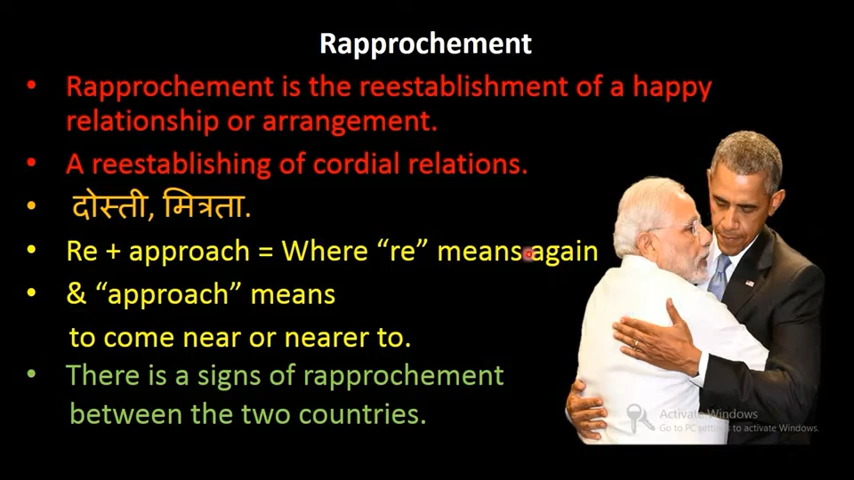 Rapprochement
• Rapprochement is the reestablishment of a happy
relationship or arrangement.
• A reestablishing of cordial relations.
• दोस्ती, मित्रता.
• Re + approach = Where “re” means again
• & “approach” means
to come near or nearer to.
• There is a signs of rapprochement
between the two countries.
Activate Windows
Go to PC settings to activate Windows.